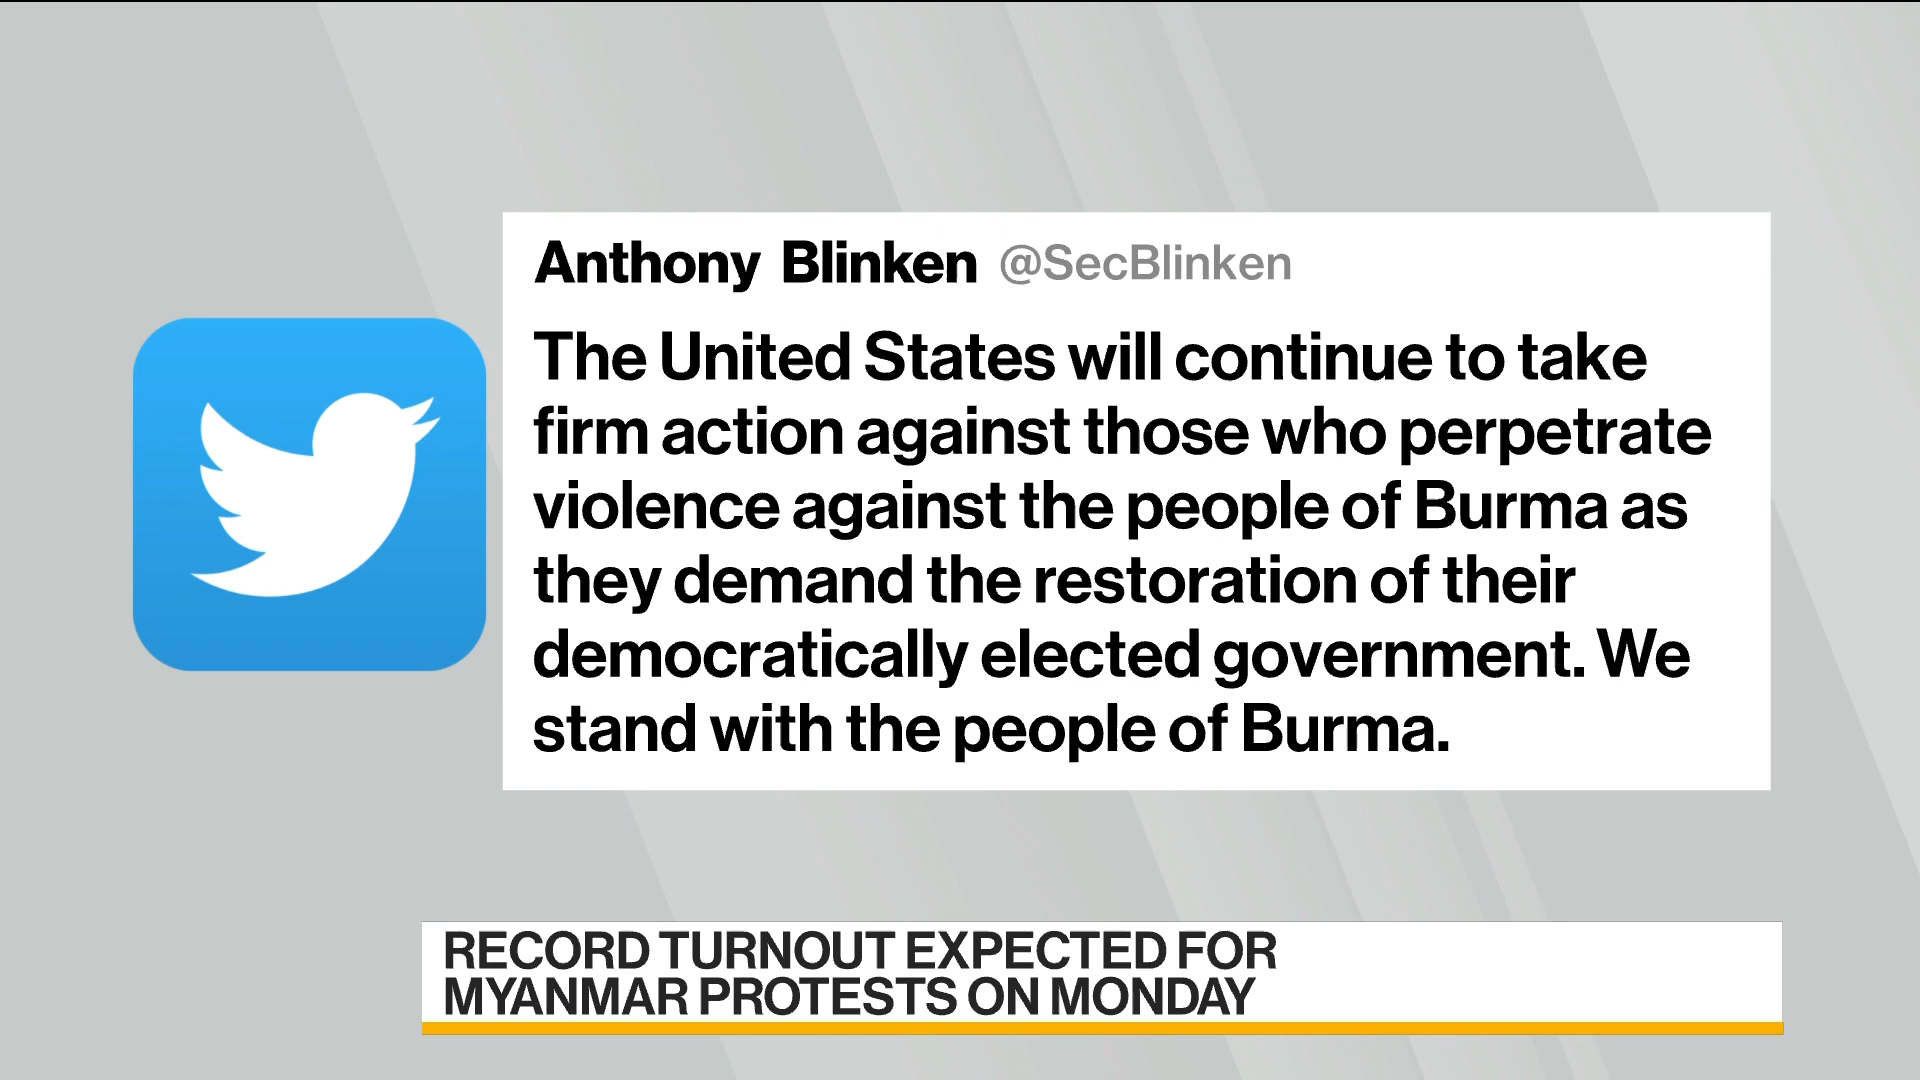 Anthony Blinken @SecBlinken
The United States will continue to take
firm action against those who perpetrate
violence against the people of Burma as
they demand the restoration of their
democratically elected government. We
stand with the people of Burma.
RECORD TURNOUT EXPECTED FOR
MYANMAR PROTESTS ON MONDAY